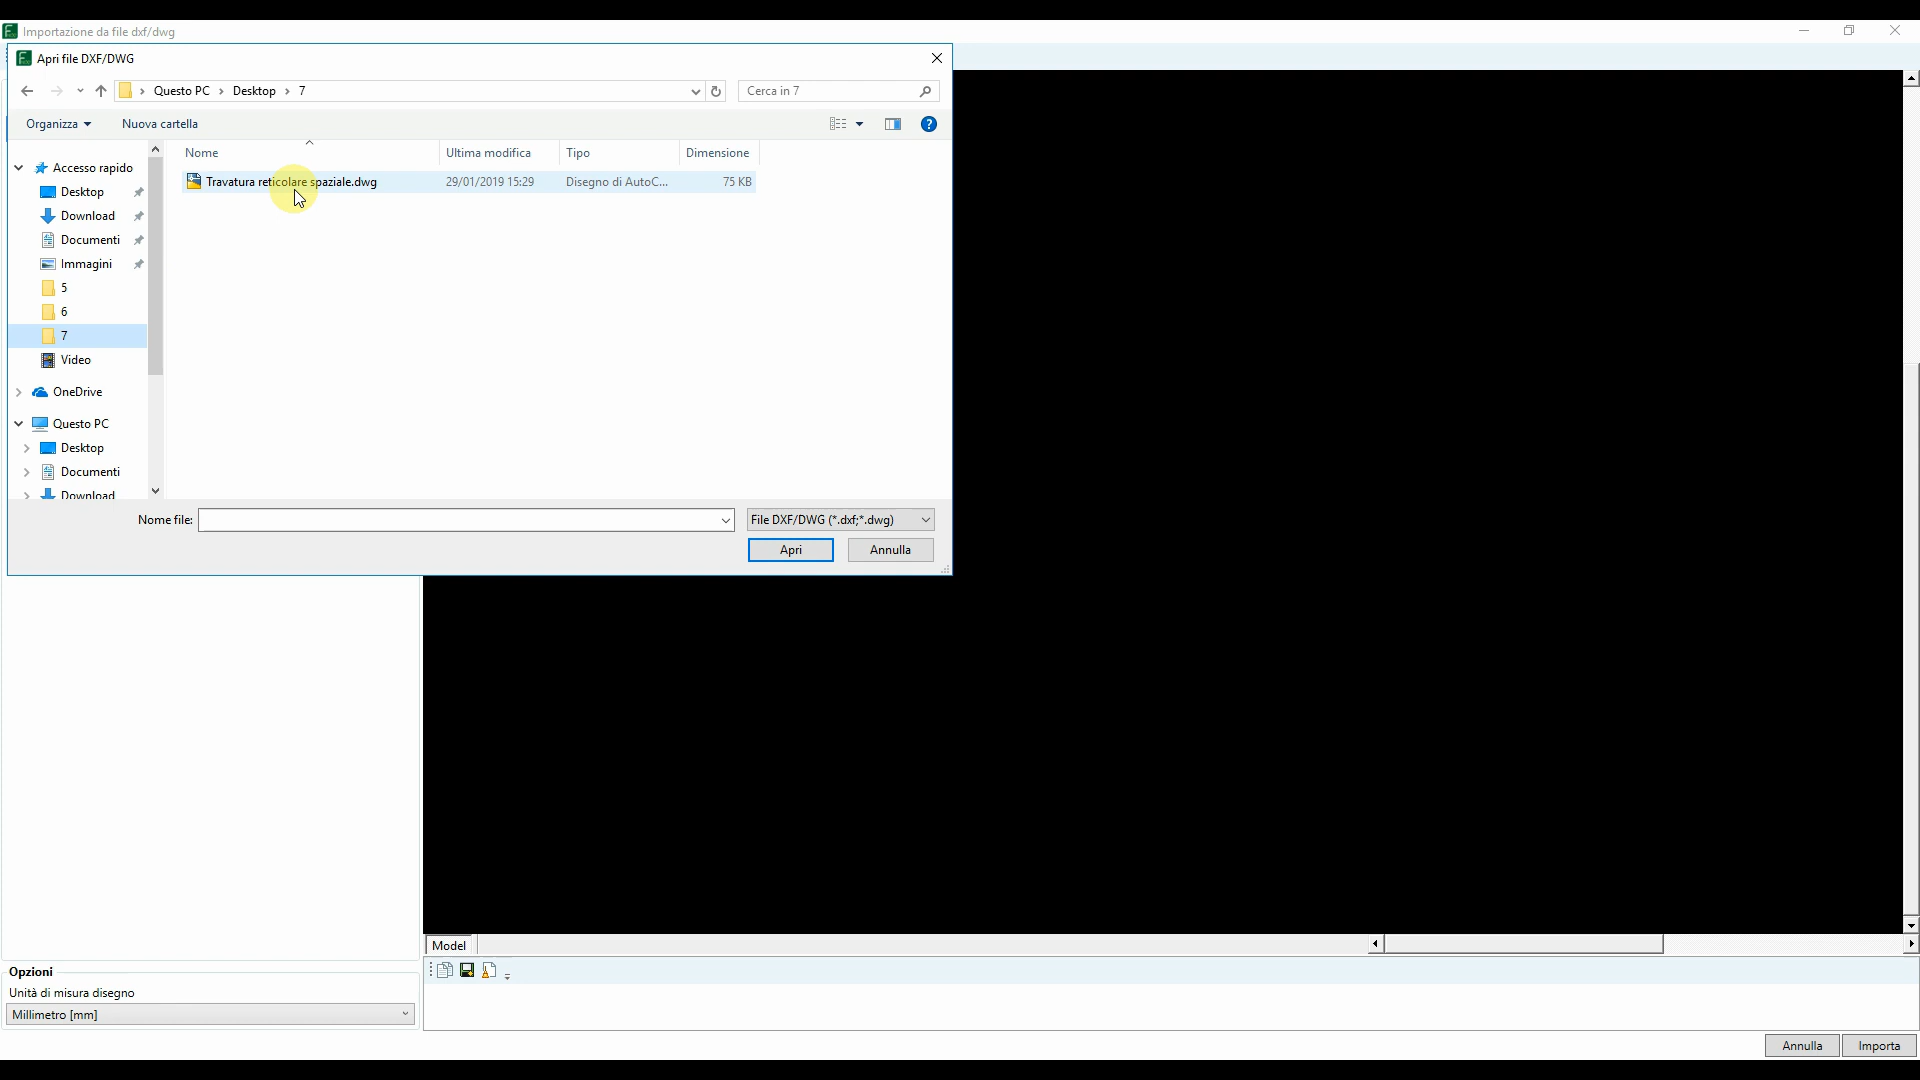 Importazione da file dxf/dwg
Apri file DXF/DWG
Questo PC > Desktop > 7
Cerca in 7
Organizza
Nuova cartella
Nome
Ultima modifica
Tipo
Dimensione
Travatura reticolare spaziale.dwg
29/01/2019 15:29
Disegno di AutoC...
75 KB
Accesso rapido
Desktop
Download
Documenti
Immagini
5
6
7
Video
OneDrive
Questo PC
Desktop
Documenti
Download
Nome file:
File DXF/DWG (*.dxf;*.dwg)
Apri
Annulla
Model
Opzioni
Unità di misura disegno
Millimetro [mm]
Annulla
Importa